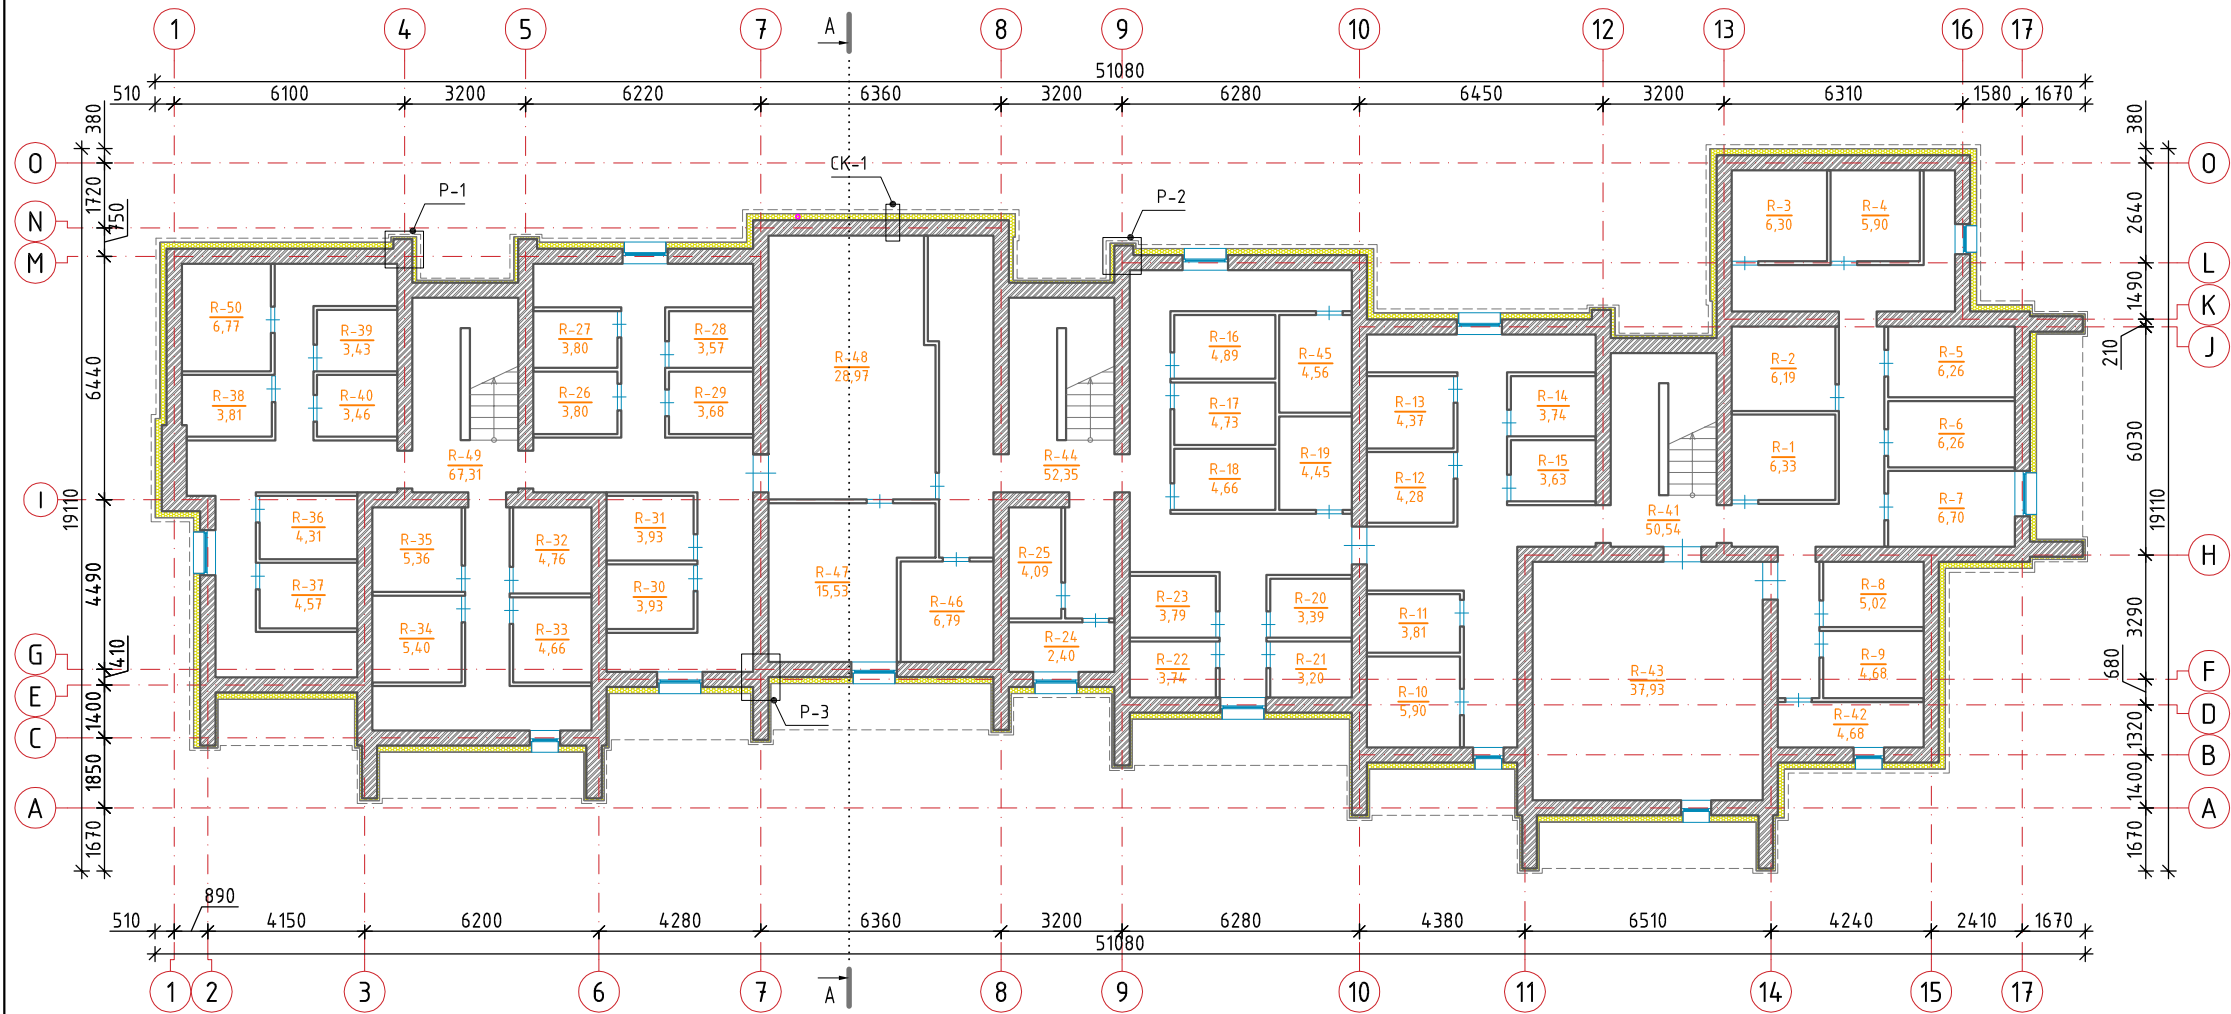 1 4 5 7 8 9 10 12 13 16 17
A
51080
510 6100 3200 6220 6360 3200 6280 6450 3200 6310 1580 1670
380 1720 750 6440 4490 410 1400 1850 1670
19110
O N M I G E C A
380 2640 1490 210 6030 3290 680 1320 1400 1670
19110
O L K J H F D B A
P-1
CK-1
P-2
P-3
R-3
6,30
R-4
5,90
R-50
6,77
R-39
3,43
R-38
3,81
R-40
3,46
R-27
3,80
R-28
3,57
R-26
3,80
R-29
3,68
R-48
28,97
R-16
4,89
R-45
4,56
R-17
4,73
R-18
4,66
R-19
4,45
R-13
4,37
R-14
3,74
R-12
4,28
R-15
3,63
R-2
6,19
R-1
6,33
R-5
6,26
R-6
6,26
R-7
6,70
R-49
67,31
R-44
52,35
R-41
50,54
R-36
4,31
R-37
4,57
R-35
5,36
R-34
5,40
R-32
4,76
R-33
4,66
R-31
3,93
R-30
3,93
R-47
15,53
R-46
6,79
R-25
4,09
R-24
2,40
R-23
3,79
R-22
3,74
R-20
3,39
R-21
3,20
R-11
3,81
R-10
5,90
R-43
37,93
R-8
5,02
R-9
4,68
R-42
4,68
890
510 4150 6200 4280 6360 3200 6280 4380 6510 4240 2410 1670
51080
A
1 2 3 6 7 8 9 10 11 14 15 17